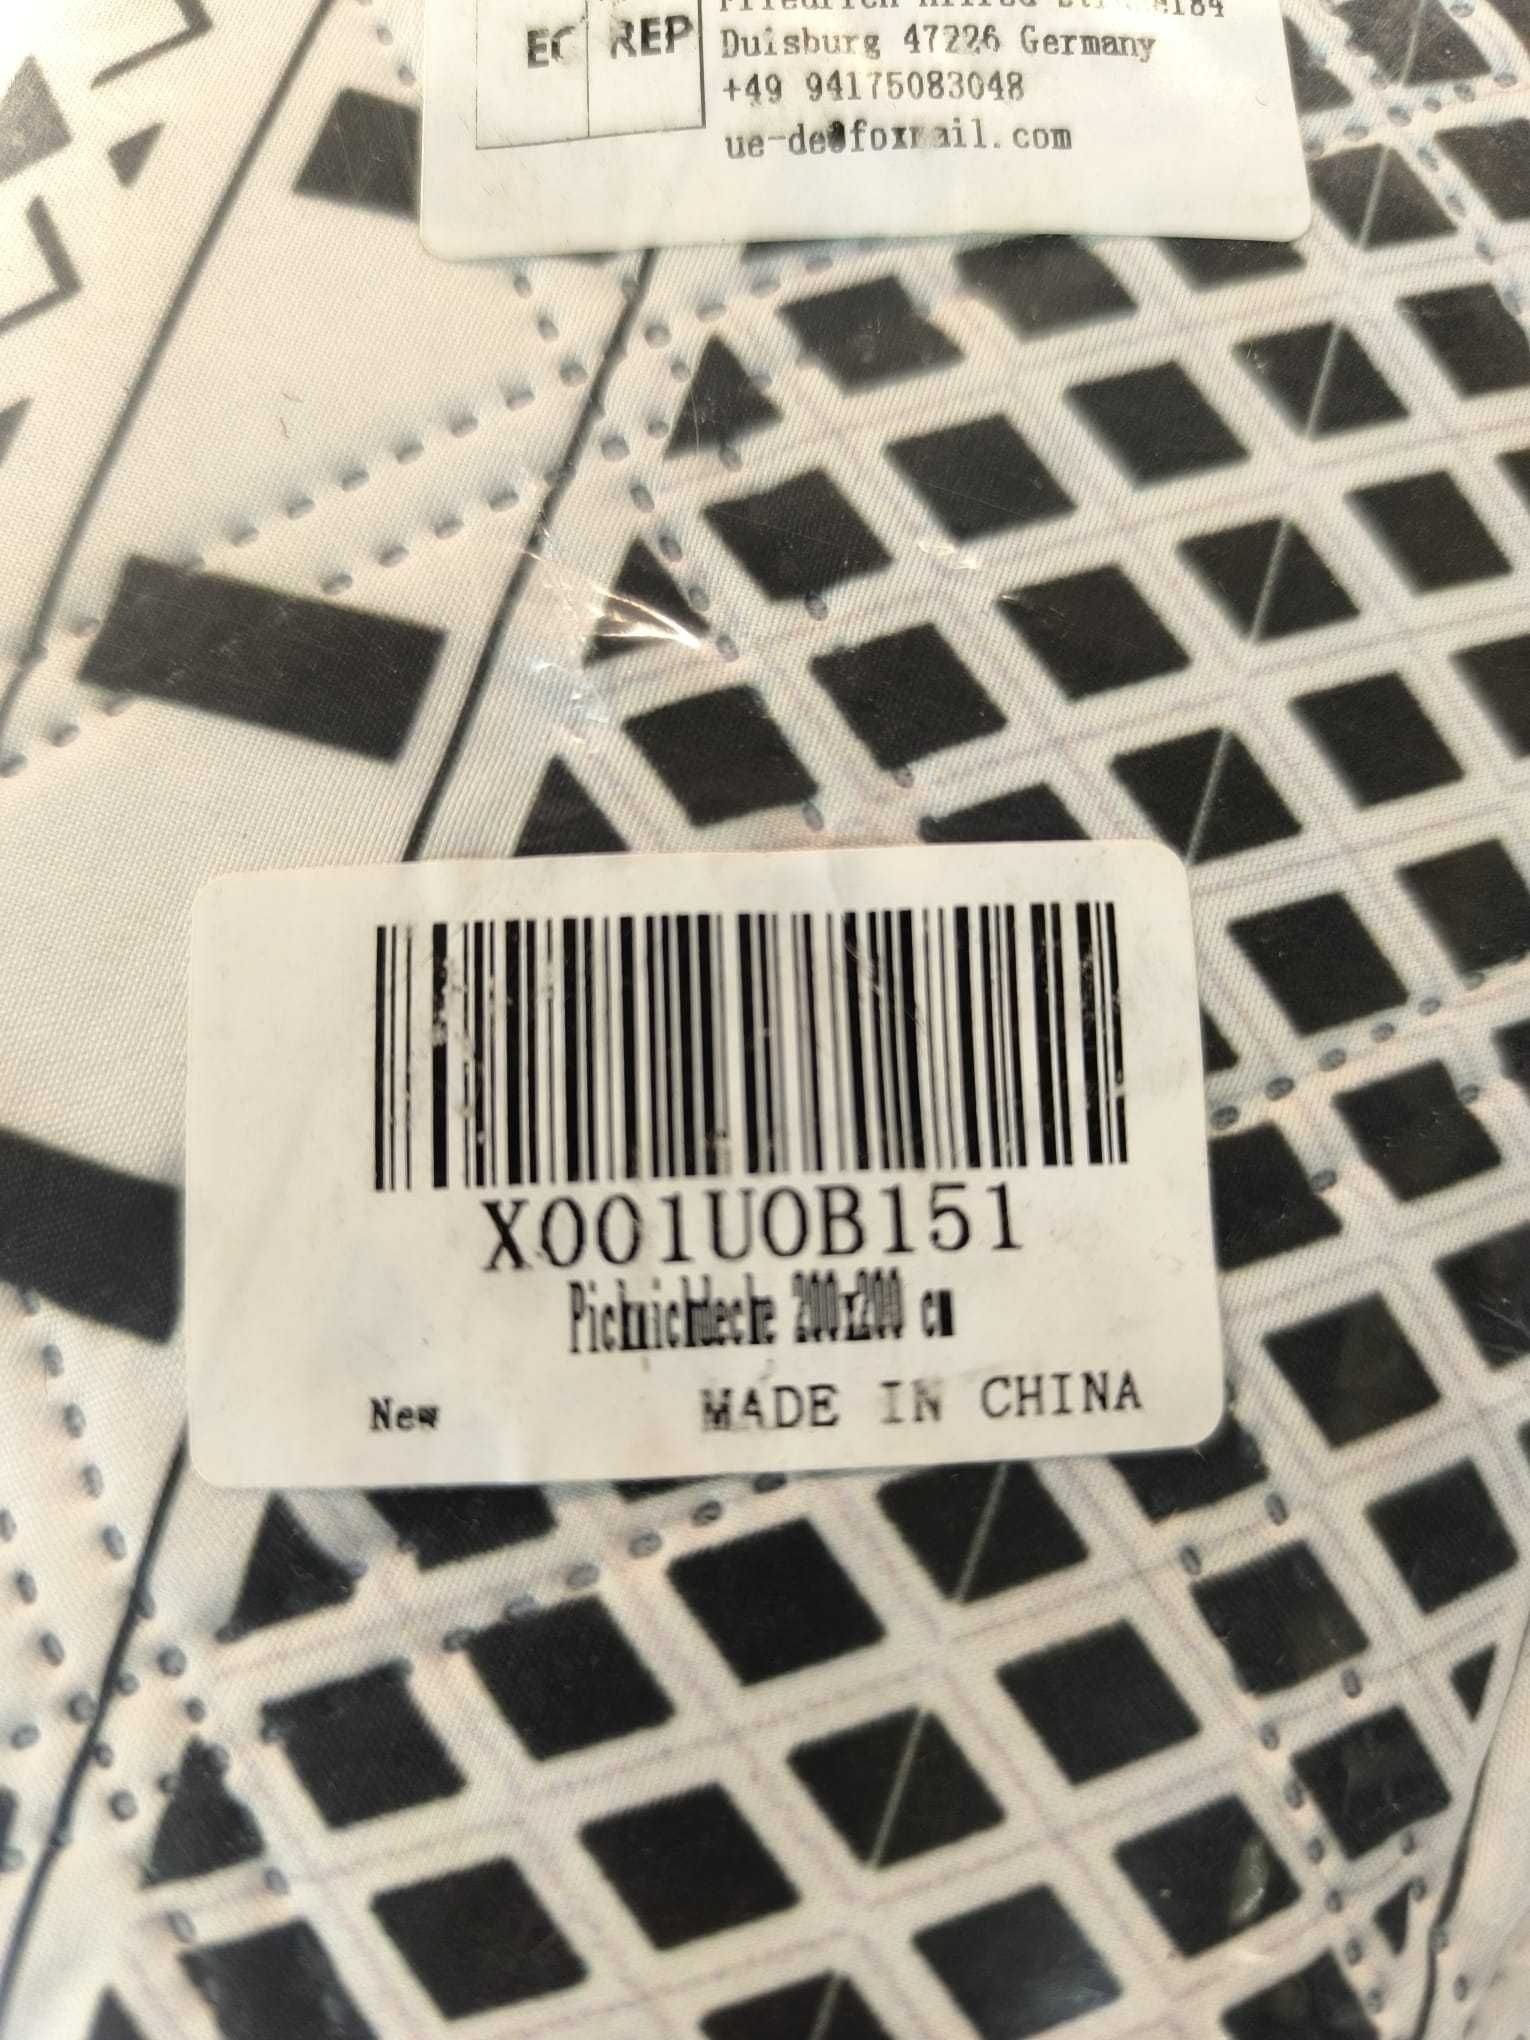 EC REP
Duisburg 47226 Germany
+49 94175083048
ue-de@foxmail.com
X001U0B151
Picknickdecke 200x200 cm
New
MADE IN CHINA